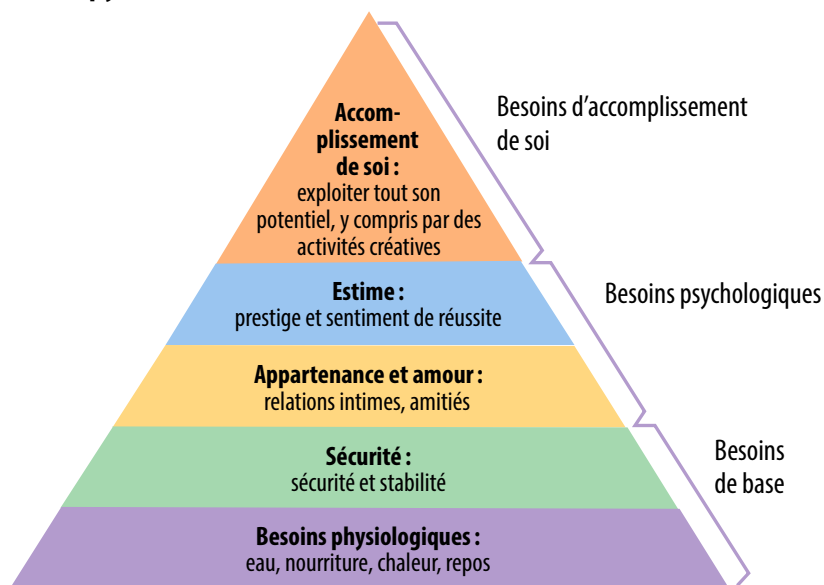 Accom-
plissement
de soi :
exploiter tout son
potentiel, y compris par des
activités créatives
Besoins d'accomplissement
de soi
Estime :
prestige et sentiment de réussite
Besoins psychologiques
Appartenance et amour :
relations intimes, amitiés
Sécurité :
sécurité et stabilité
Besoins
de base
Besoins physiologiques :
eau, nourriture, chaleur, repos